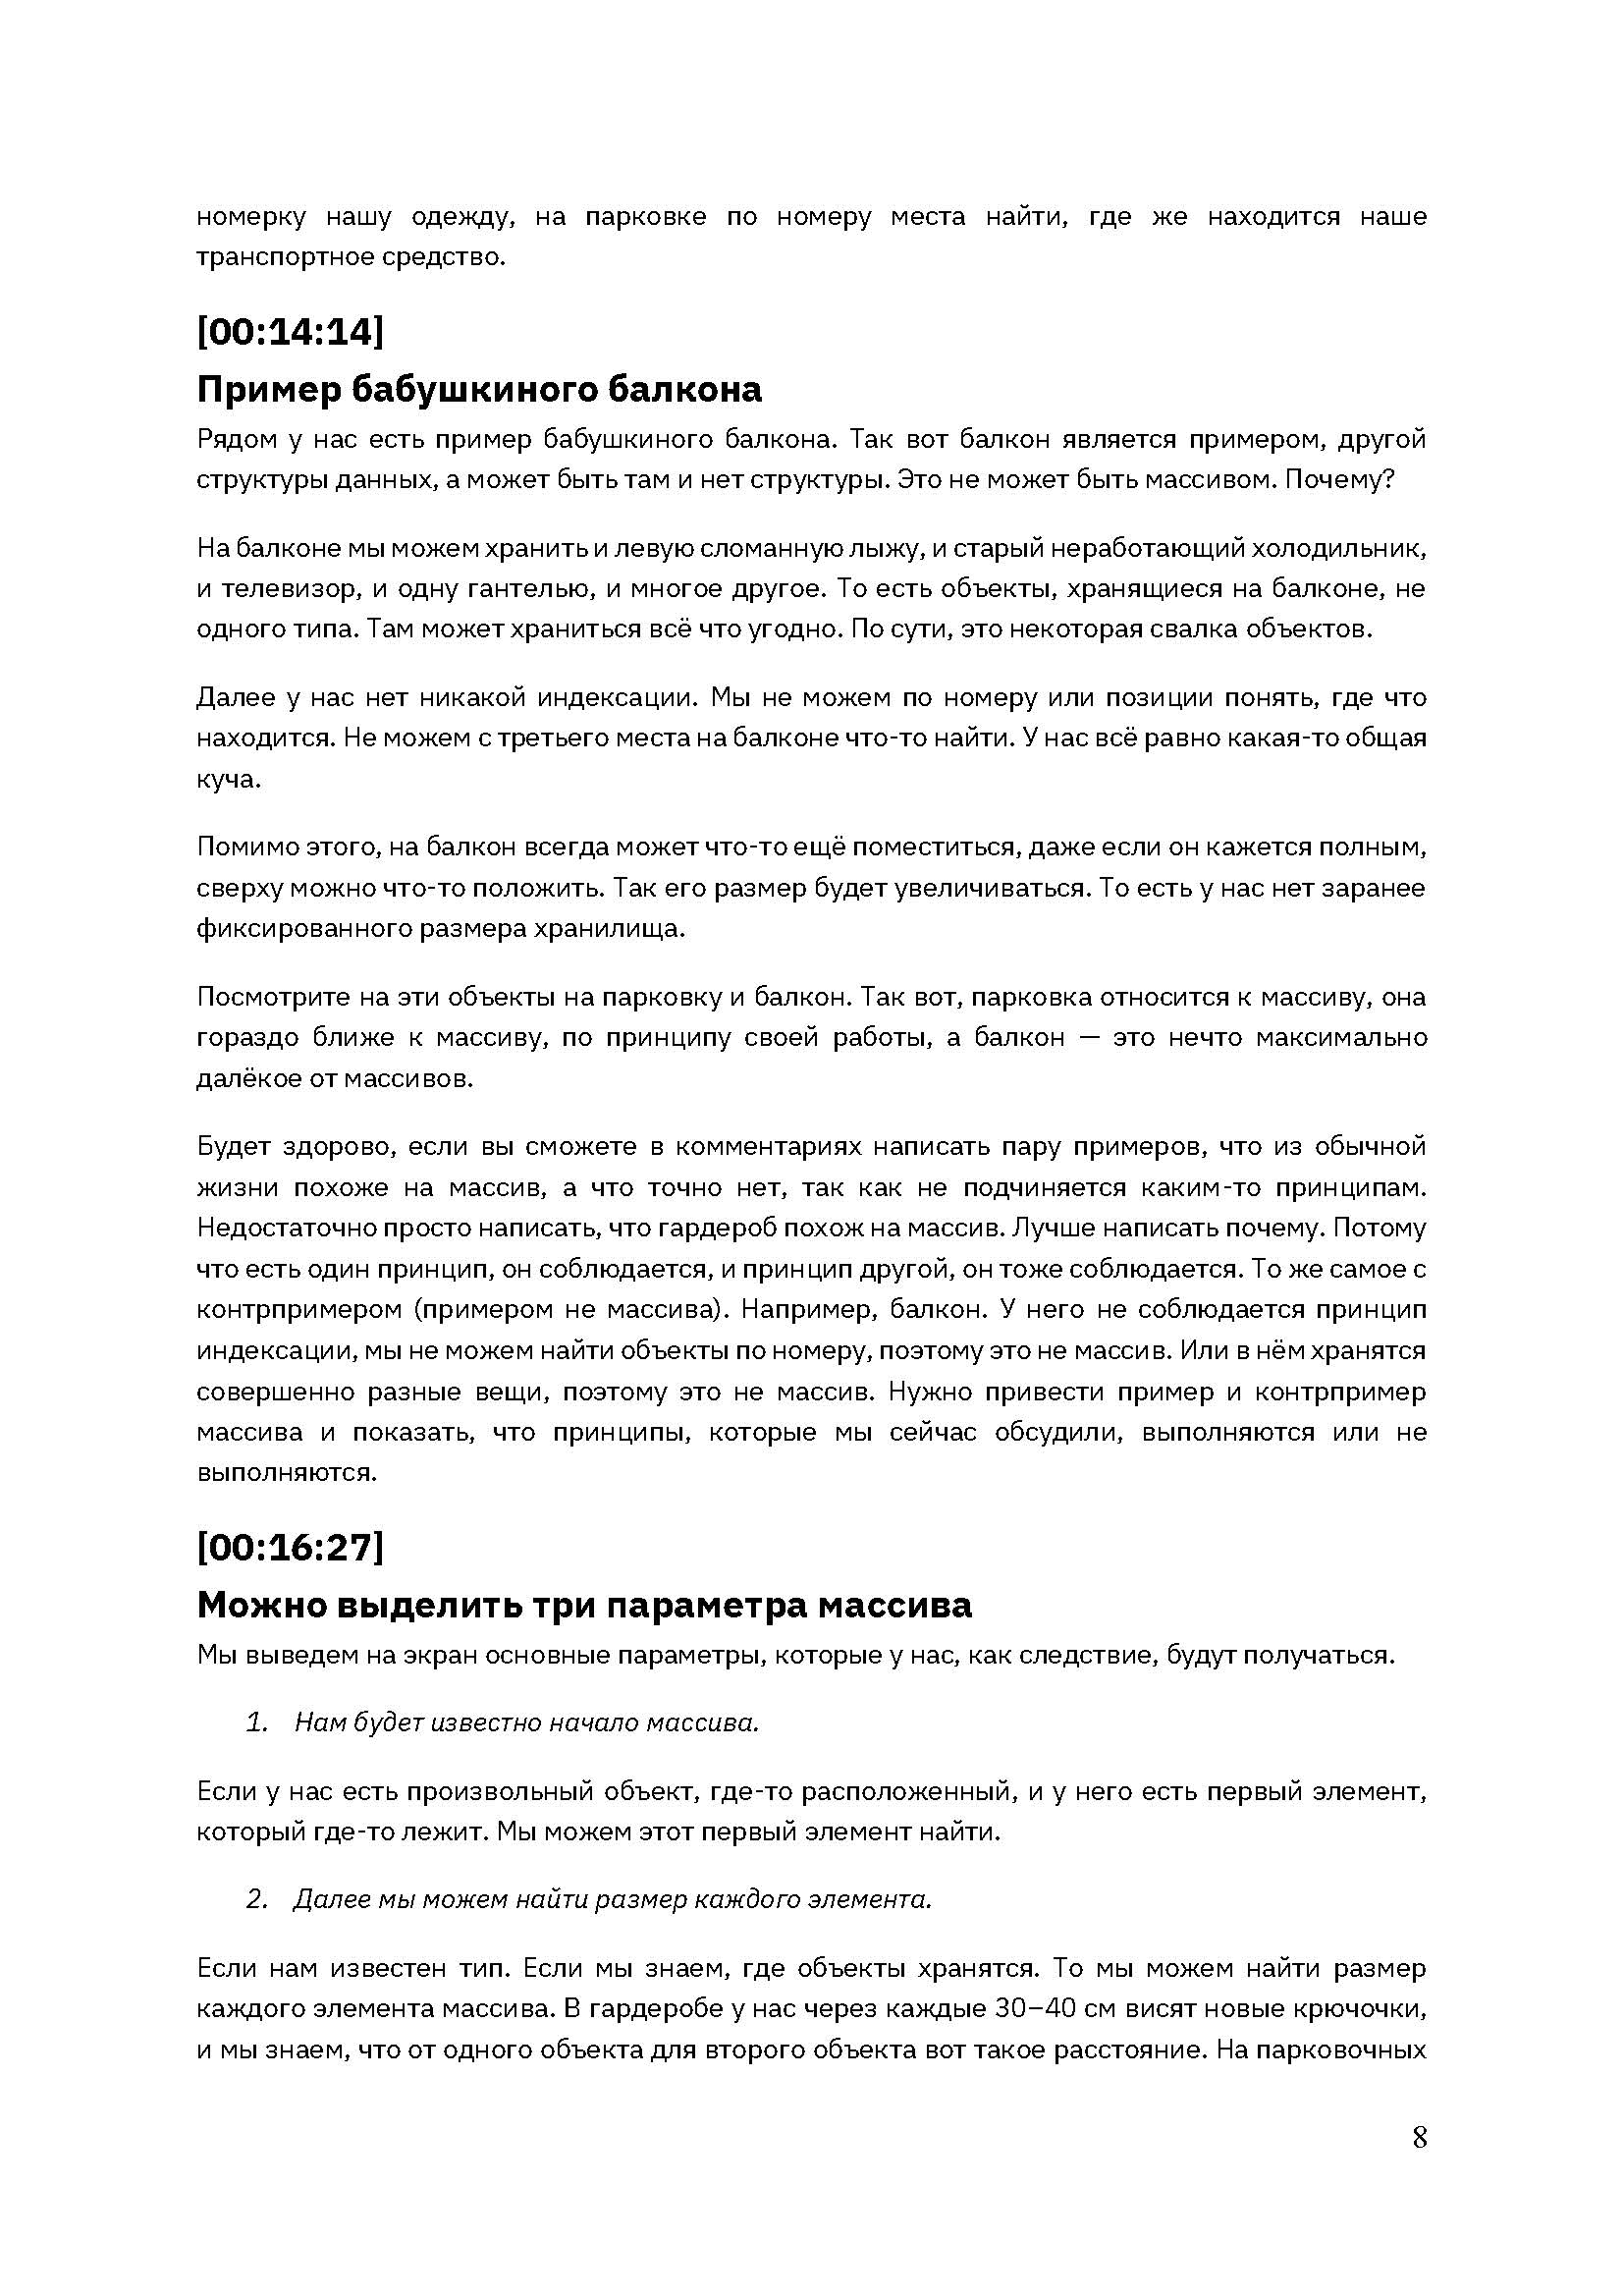 номерку нашу одежду, на парковке по номеру места найти, где же находится наше
транспортное средство.
[00:14:14]
Пример бабушкиного балкона
Рядом у нас есть пример бабушкиного балкона. Так вот балкон является примером, другой
структуры данных, а может быть там и нет структуры. Это не может быть массивом. Почему?
На балконе мы можем хранить и левую сломанную лыжу, и старый неработающий холодильник,
и телевизор, и одну гантелью, и многое другое. То есть объекты, хранящиеся на балконе, не
одного типа. Там может храниться всё что угодно. По сути, это некоторая свалка объектов.
Далее у нас нет никакой индексации. Мы не можем по номеру или позиции понять, где что
находится. Не можем с третьего места на балконе что-то найти. У нас всё равно какая-то общая
куча.
Помимо этого, на балкон всегда может что-то ещё поместиться, даже если он кажется полным,
сверху можно что-то положить. Так его размер будет увеличиваться. То есть у нас нет заранее
фиксированного размера хранилища.
Посмотрите на эти объекты на парковку и балкон. Так вот, парковка относится к массиву, она
гораздо ближе к массиву, по принципу своей работы, а балкон — это нечто максимально
далёкое от массивов.
Будет здорово, если вы сможете в комментариях написать пару примеров, что из обычной
жизни похоже на массив, а что точно нет, так как не подчиняется каким-то принципам.
Недостаточно просто написать, что гардероб похож на массив. Лучше написать почему. Потому
что есть один принцип, он соблюдается, и принцип другой, он тоже соблюдается. То же самое с
контрпримером (примером не массива). Например, балкон. У него не соблюдается принцип
индексации, мы не можем найти объекты по номеру, поэтому это не массив. Или в нём хранятся
совершенно разные вещи, поэтому это не массив. Нужно привести пример и контрпример
массива и показать, что принципы, которые мы сейчас обсудили, выполняются или не
выполняются.
[00:16:27]
Можно выделить три параметра массива
Мы выведем на экран основные параметры, которые у нас, как следствие, будут получаться.
1. Нам будет известно начало массива.
Если у нас есть произвольный объект, где-то расположенный, и у него есть первый элемент,
который где-то лежит. Мы можем этот первый элемент найти.
2. Далее мы можем найти размер каждого элемента.
Если нам известен тип. Если мы знаем, где объекты хранятся. То мы можем найти размер
каждого элемента массива. В гардеробе у нас через каждые 30–40 см висят новые крючочки,
и мы знаем, что от одного объекта для второго объекта вот такое расстояние. На парковочных
8